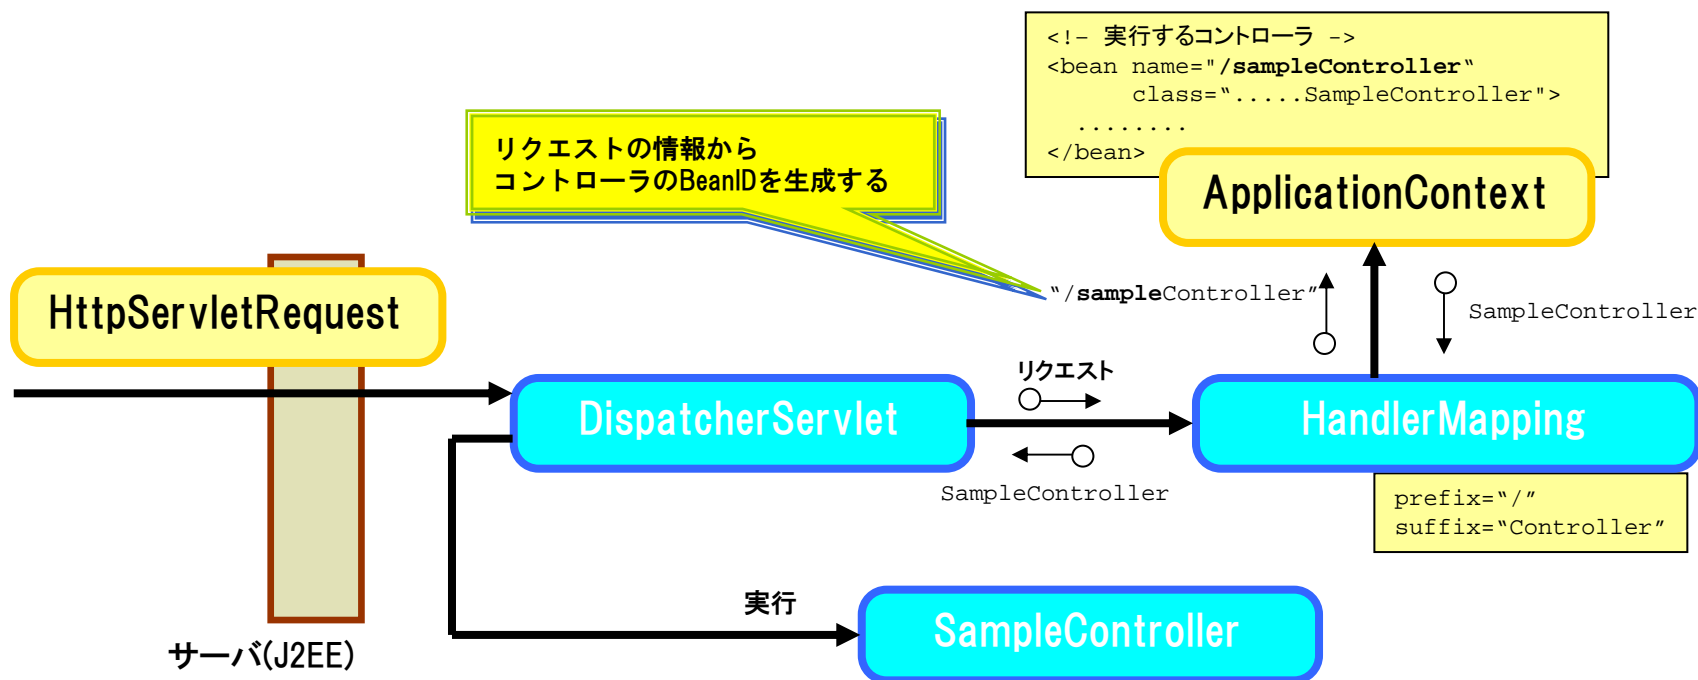 <!– 実行するコントローラ –>
<bean name="/sampleController“
class=“.....SampleController">
........
</bean>
ApplicationContext
リクエストの情報から
コントローラのBeanIDを生成する
“/sampleController”
SampleController
HttpServletRequest
リクエスト
DispatcherServlet
HandlerMapping
SampleController
prefix=“/”
suffix=“Controller”
実行
SampleController
サーバ(J2EE)